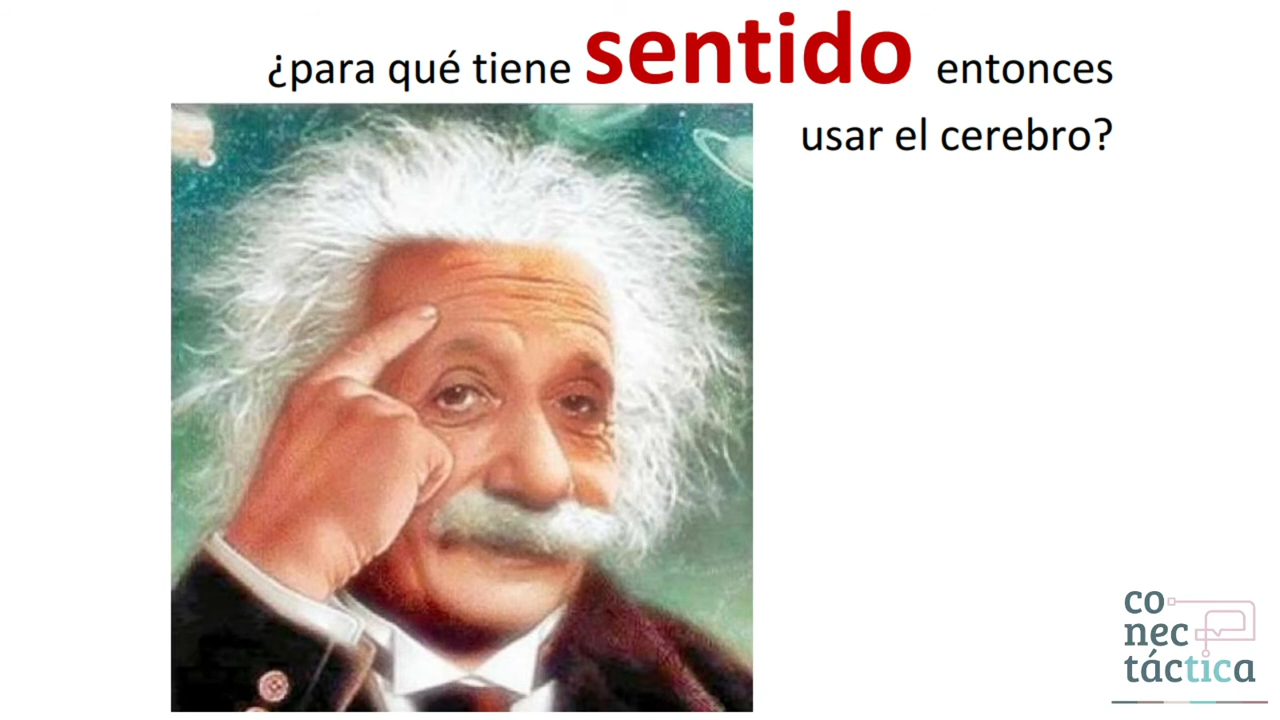 ¿para qué tiene sentido entonces
usar el cerebro?
co
nec
táctica